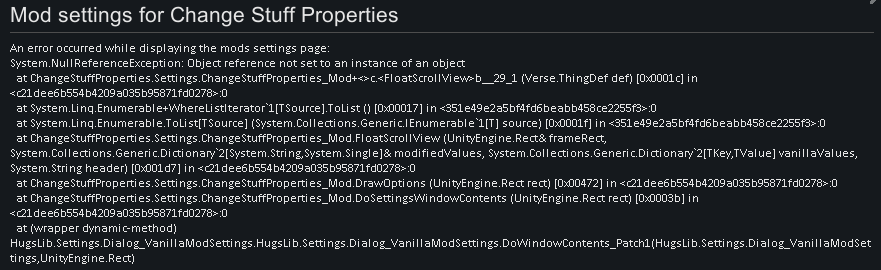 Mod settings for Change Stuff Properties
An error occurred while displaying the mods settings page:
System.NullReferenceException: Object reference not set to an instance of an object
at ChangeStuffProperties.Settings.ChangeStuffProperties_Mod+<>c.<FloatScrollView>b__29_1 (Verse.ThingDef def) [0x0001c] in
<c21dee6b554b4209a035b95871fd0278>:0
at System.Linq.Enumerable+WhereListIterator`1[TSource].ToList () [0x00017] in <351e49e2a5bf4fd6beabb458ce2255f3>:0
at System.Linq.Enumerable.ToList[TSource] (System.Collections.Generic.IEnumerable`1[T] source) [0x0001f] in <351e49e2a5bf4fd6beabb458ce2255f3>:0
at ChangeStuffProperties.Settings.ChangeStuffProperties_Mod.FloatScrollView (UnityEngine.Rect& frameRect,
System.Collections.Generic.Dictionary`2[System.String,System.Single]& modifiedValues, System.Collections.Generic.Dictionary`2[TKey,TValue] vanillaValues,
System.String header) [0x001d7] in <c21dee6b554b4209a035b95871fd0278>:0
at ChangeStuffProperties.Settings.ChangeStuffProperties_Mod.DrawOptions (UnityEngine.Rect rect) [0x00472] in <c21dee6b554b4209a035b95871fd0278>:0
at ChangeStuffProperties.Settings.ChangeStuffProperties_Mod.DoSettingsWindowContents (UnityEngine.Rect rect) [0x0003b] in
<c21dee6b554b4209a035b95871fd0278>:0
at (wrapper dynamic-method)
HugsLib.Settings.Dialog_VanillaModSettings.HugsLib.Settings.Dialog_VanillaModSettings.DoWindowContents_Patch1(HugsLib.Settings.Dialog_VanillaModSet
tings,UnityEngine.Rect)